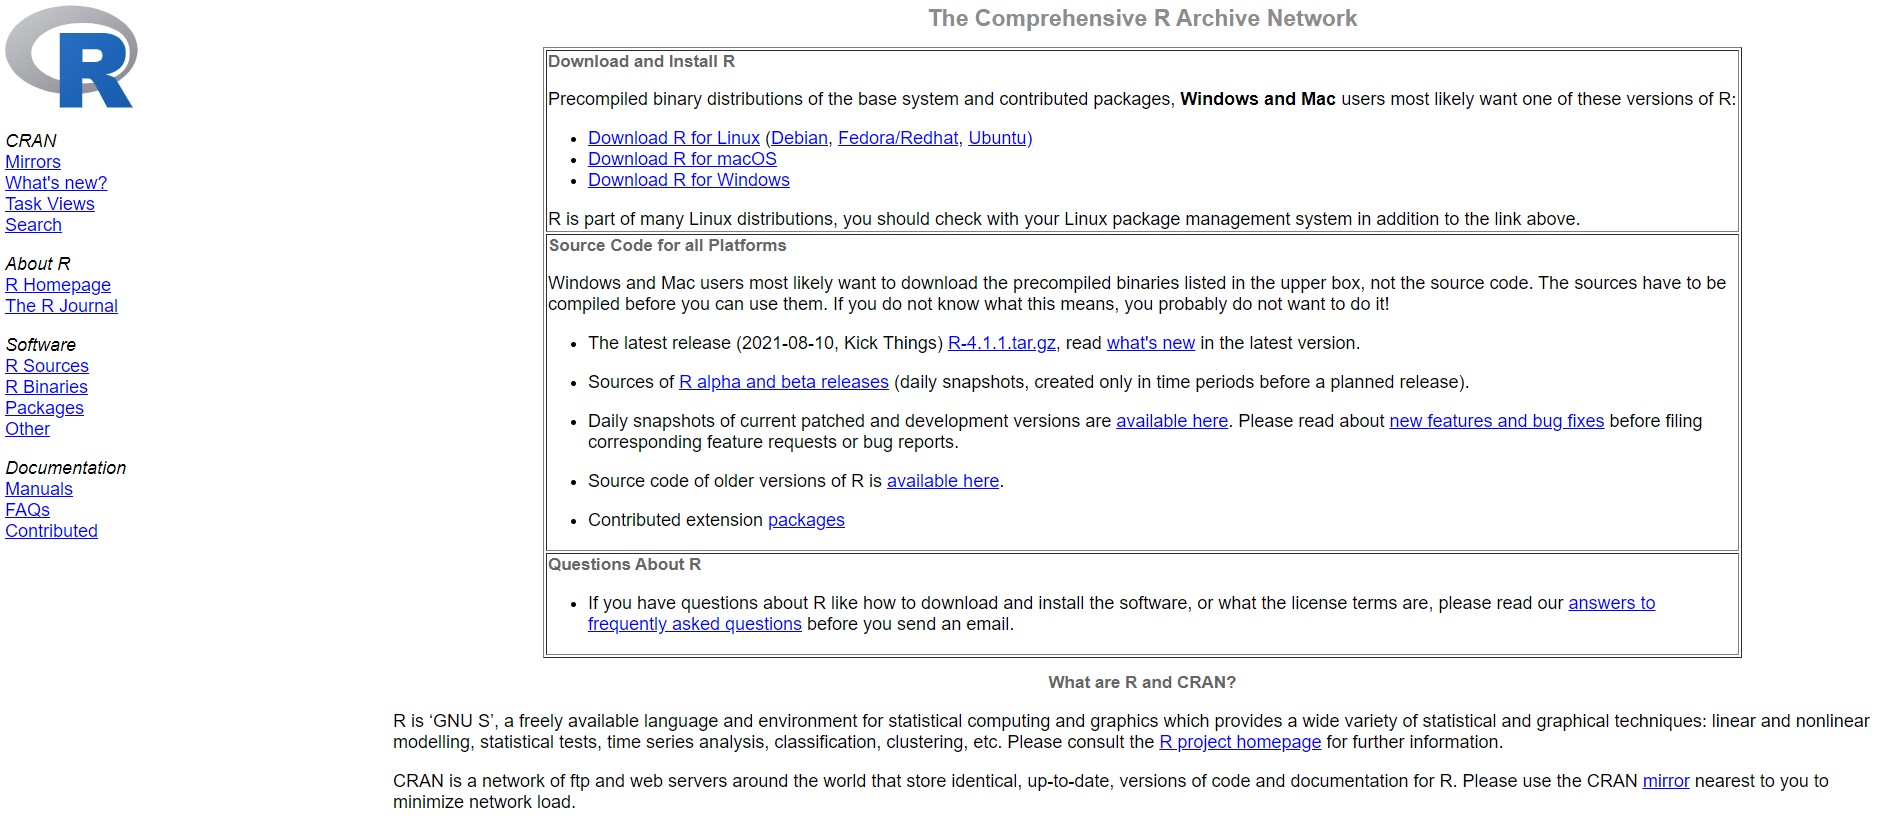 R
CRAN
Mirrors
What's new?
Task Views
Search
About R
R Homepage
The R Journal
Software
R Sources
R Binaries
Packages
Other
Documentation
Manuals
FAQs
Contributed
The Comprehensive R Archive Network
Download and Install R
Precompiled binary distributions of the base system and contributed packages, Windows and Mac users most likely want one of these versions of R:
Download R for Linux (Debian, Fedora/Redhat, Ubuntu)
Download R for macOS
Download R for Windows
R is part of many Linux distributions, you should check with your Linux package management system in addition to the link above.
Source Code for all Platforms
Windows and Mac users most likely want to download the precompiled binaries listed in the upper box, not the source code. The sources have to be
compiled before you can use them. If you do not know what this means, you probably do not want to do it!
The latest release (2021-08-10, Kick Things) R-4.1.1.tar.gz, read what's new in the latest version.
Sources of R alpha and beta releases (daily snapshots, created only in time periods before a planned release).
Daily snapshots of current patched and development versions are available here. Please read about new features and bug fixes before filing
corresponding feature requests or bug reports.
Source code of older versions of R is available here.
Contributed extension packages
Questions About R
If you have questions about R like how to download and install the software, or what the license terms are, please read our answers to
frequently asked questions before you send an email.
What are R and CRAN?
R is ‘GNU S’, a freely available language and environment for statistical computing and graphics which provides a wide variety of statistical and graphical techniques: linear and nonlinear
modelling, statistical tests, time series analysis, classification, clustering, etc. Please consult the R project homepage for further information.
CRAN is a network of ftp and web servers around the world that store identical, up-to-date, versions of code and documentation for R. Please use the CRAN mirror nearest to you to
minimize network load.